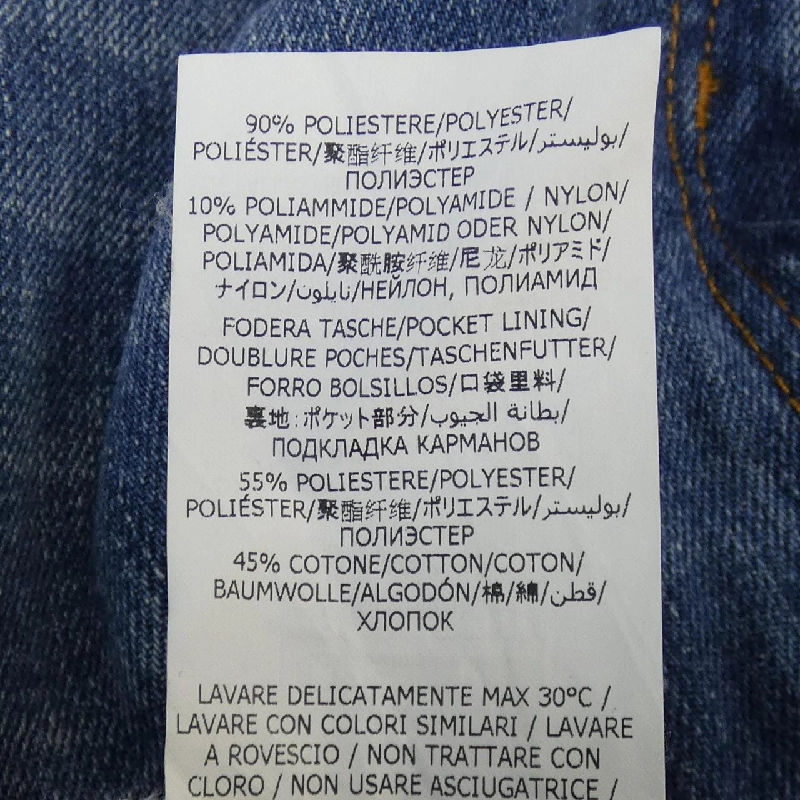 90% POLIESTERE/POLYESTER/
POLIÉSTER/聚酯纤维/ポリエステル/بوليستر/
ПОЛИЭСТЕР
10% POLIAMMIDE/POLYAMIDE / NYLON/
POLYAMIDE/POLYAMID ODER NYLON/
POLIAMIDA/聚酰胺纤维/尼龙/ポリアミド/
ナイロン/نايلون/НЕЙЛОН, ПОЛИАМИД
FODERA TASCHE/POCKET LINING/
DOUBLURE POCHES/TASCHENFUTTER/
FORRO BOLSILLOS/口袋里料/
裏地:ポケット部分/بطانة الجيوب/
ПОДКЛАДКА КАРМАНОВ
55% POLIESTERE/POLYESTER/
POLIÉSTER/聚酯纤维/ポリエステル/بوليستر/
ПОЛИЭСТЕР
45% COTONE/COTTON/COTON/
BAUMWOLLE/ALGODÓN/棉/綿/قطن/
ХЛОПОК
LAVARE DELICATAMENTE MAX 30°C /
LAVARE CON COLORI SIMILARI / LAVARE
A ROVESCIO / NON TRATTARE CON
CLORO / NON USARE ASCIUGATRICE /